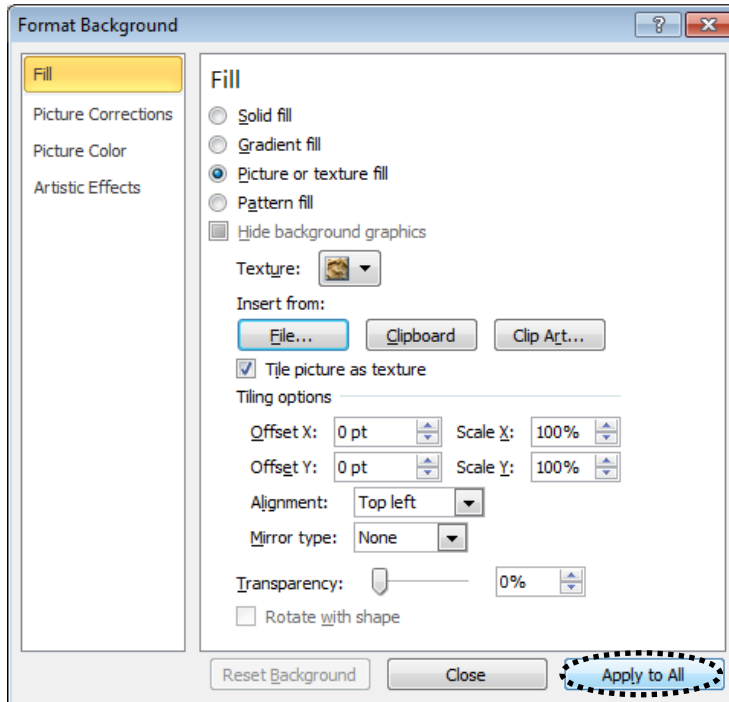 Format Background
Fill
Picture Corrections
Picture Color
Artistic Effects
Fill
Solid fill
Gradient fill
Picture or texture fill
Pattern fill
Hide background graphics
Texture:
Insert from:
File... Clipboard Clip Art...
Tile picture as texture
Tiling options
Offset X: 0 pt Scale X: 100%
Offset Y: 0 pt Scale Y: 100%
Alignment: Top left
Mirror type: None
Transparency: 0%
Rotate with shape
Reset Background Close Apply to All